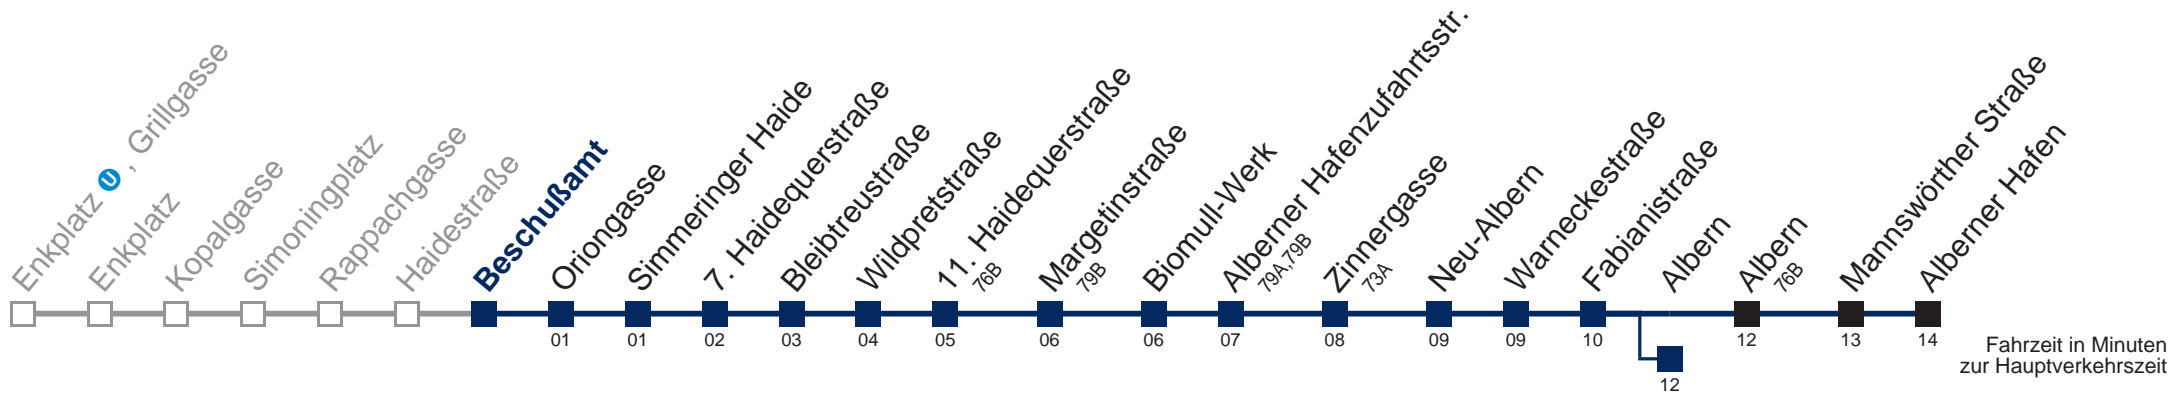 Enkplatz U , Grillgasse
Enkplatz
Kopalgasse
Simoningplatz
Rappachgasse
Haidestraße
Beschußamt
Oriongasse
01
Simmeringer Haide
01
7. Haidequerstraße
02
Bleibtreustraße
03
Wildpretstraße
04
11. Haidequerstraße
76B
05
Margetinstraße
79B
06
Biomull-Werk
06
Alberner Hafenzufahrtsstr.
79A,79B
07
Zinnergasse
73A
08
Neu-Albern
09
Warneckestraße
09
Fabianistraße
10
Albern
12
Albern
76B
12
Mannswörther Straße
13
Alberner Hafen
14
Fahrzeit in Minuten
zur Hauptverkehrszeit